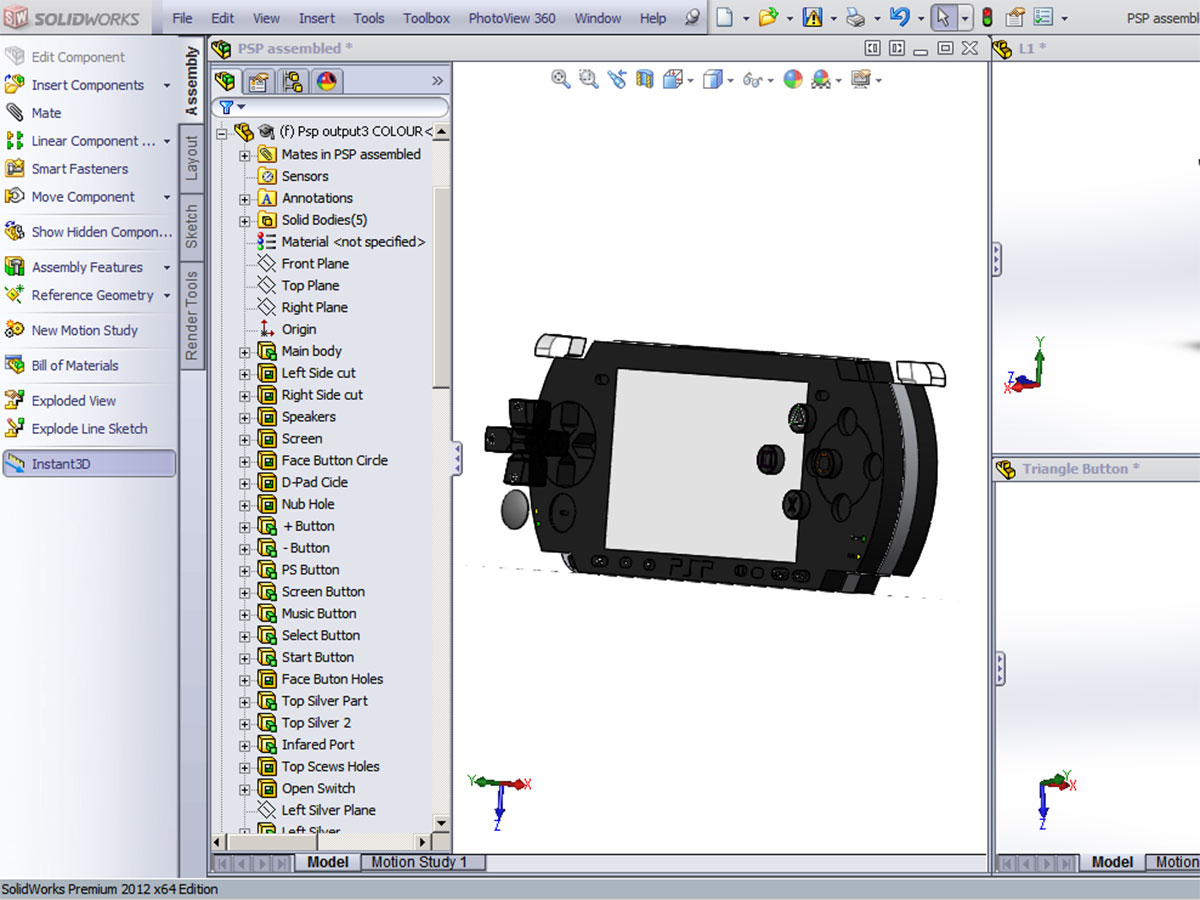 SOLIDWORKS File Edit View Insert Tools Toolbox PhotoView 360 Window Help PSP assembl
Edit Component
Insert Components
Mate
Linear Component ...
Smart Fasteners
Move Component
Show Hidden Compon...
Assembly Features
Reference Geometry
New Motion Study
Bill of Materials
Exploded View
Explode Line Sketch
Instant3D
Assembly
Layout
Sketch
Render Tools
PSP assembled *
(f) Psp output3 COLOUR<
Mates in PSP assembled
Sensors
Annotations
Solid Bodies(5)
Material <not specified>
Front Plane
Top Plane
Right Plane
Origin
Main body
Left Side cut
Right Side cut
Speakers
Screen
Face Button Circle
D-Pad Cicle
Nub Hole
+ Button
- Button
PS Button
Screen Button
Music Button
Select Button
Start Button
Face Buton Holes
Top Silver Part
Top Silver 2
Infared Port
Top Scews Holes
Open Switch
Left Silver Plane
Left Silver
Model Motion Study 1
PSP
Y X Z
L1 *
Y Z X
Triangle Button *
Y X Z
Model Motion
SolidWorks Premium 2012 x64 Edition